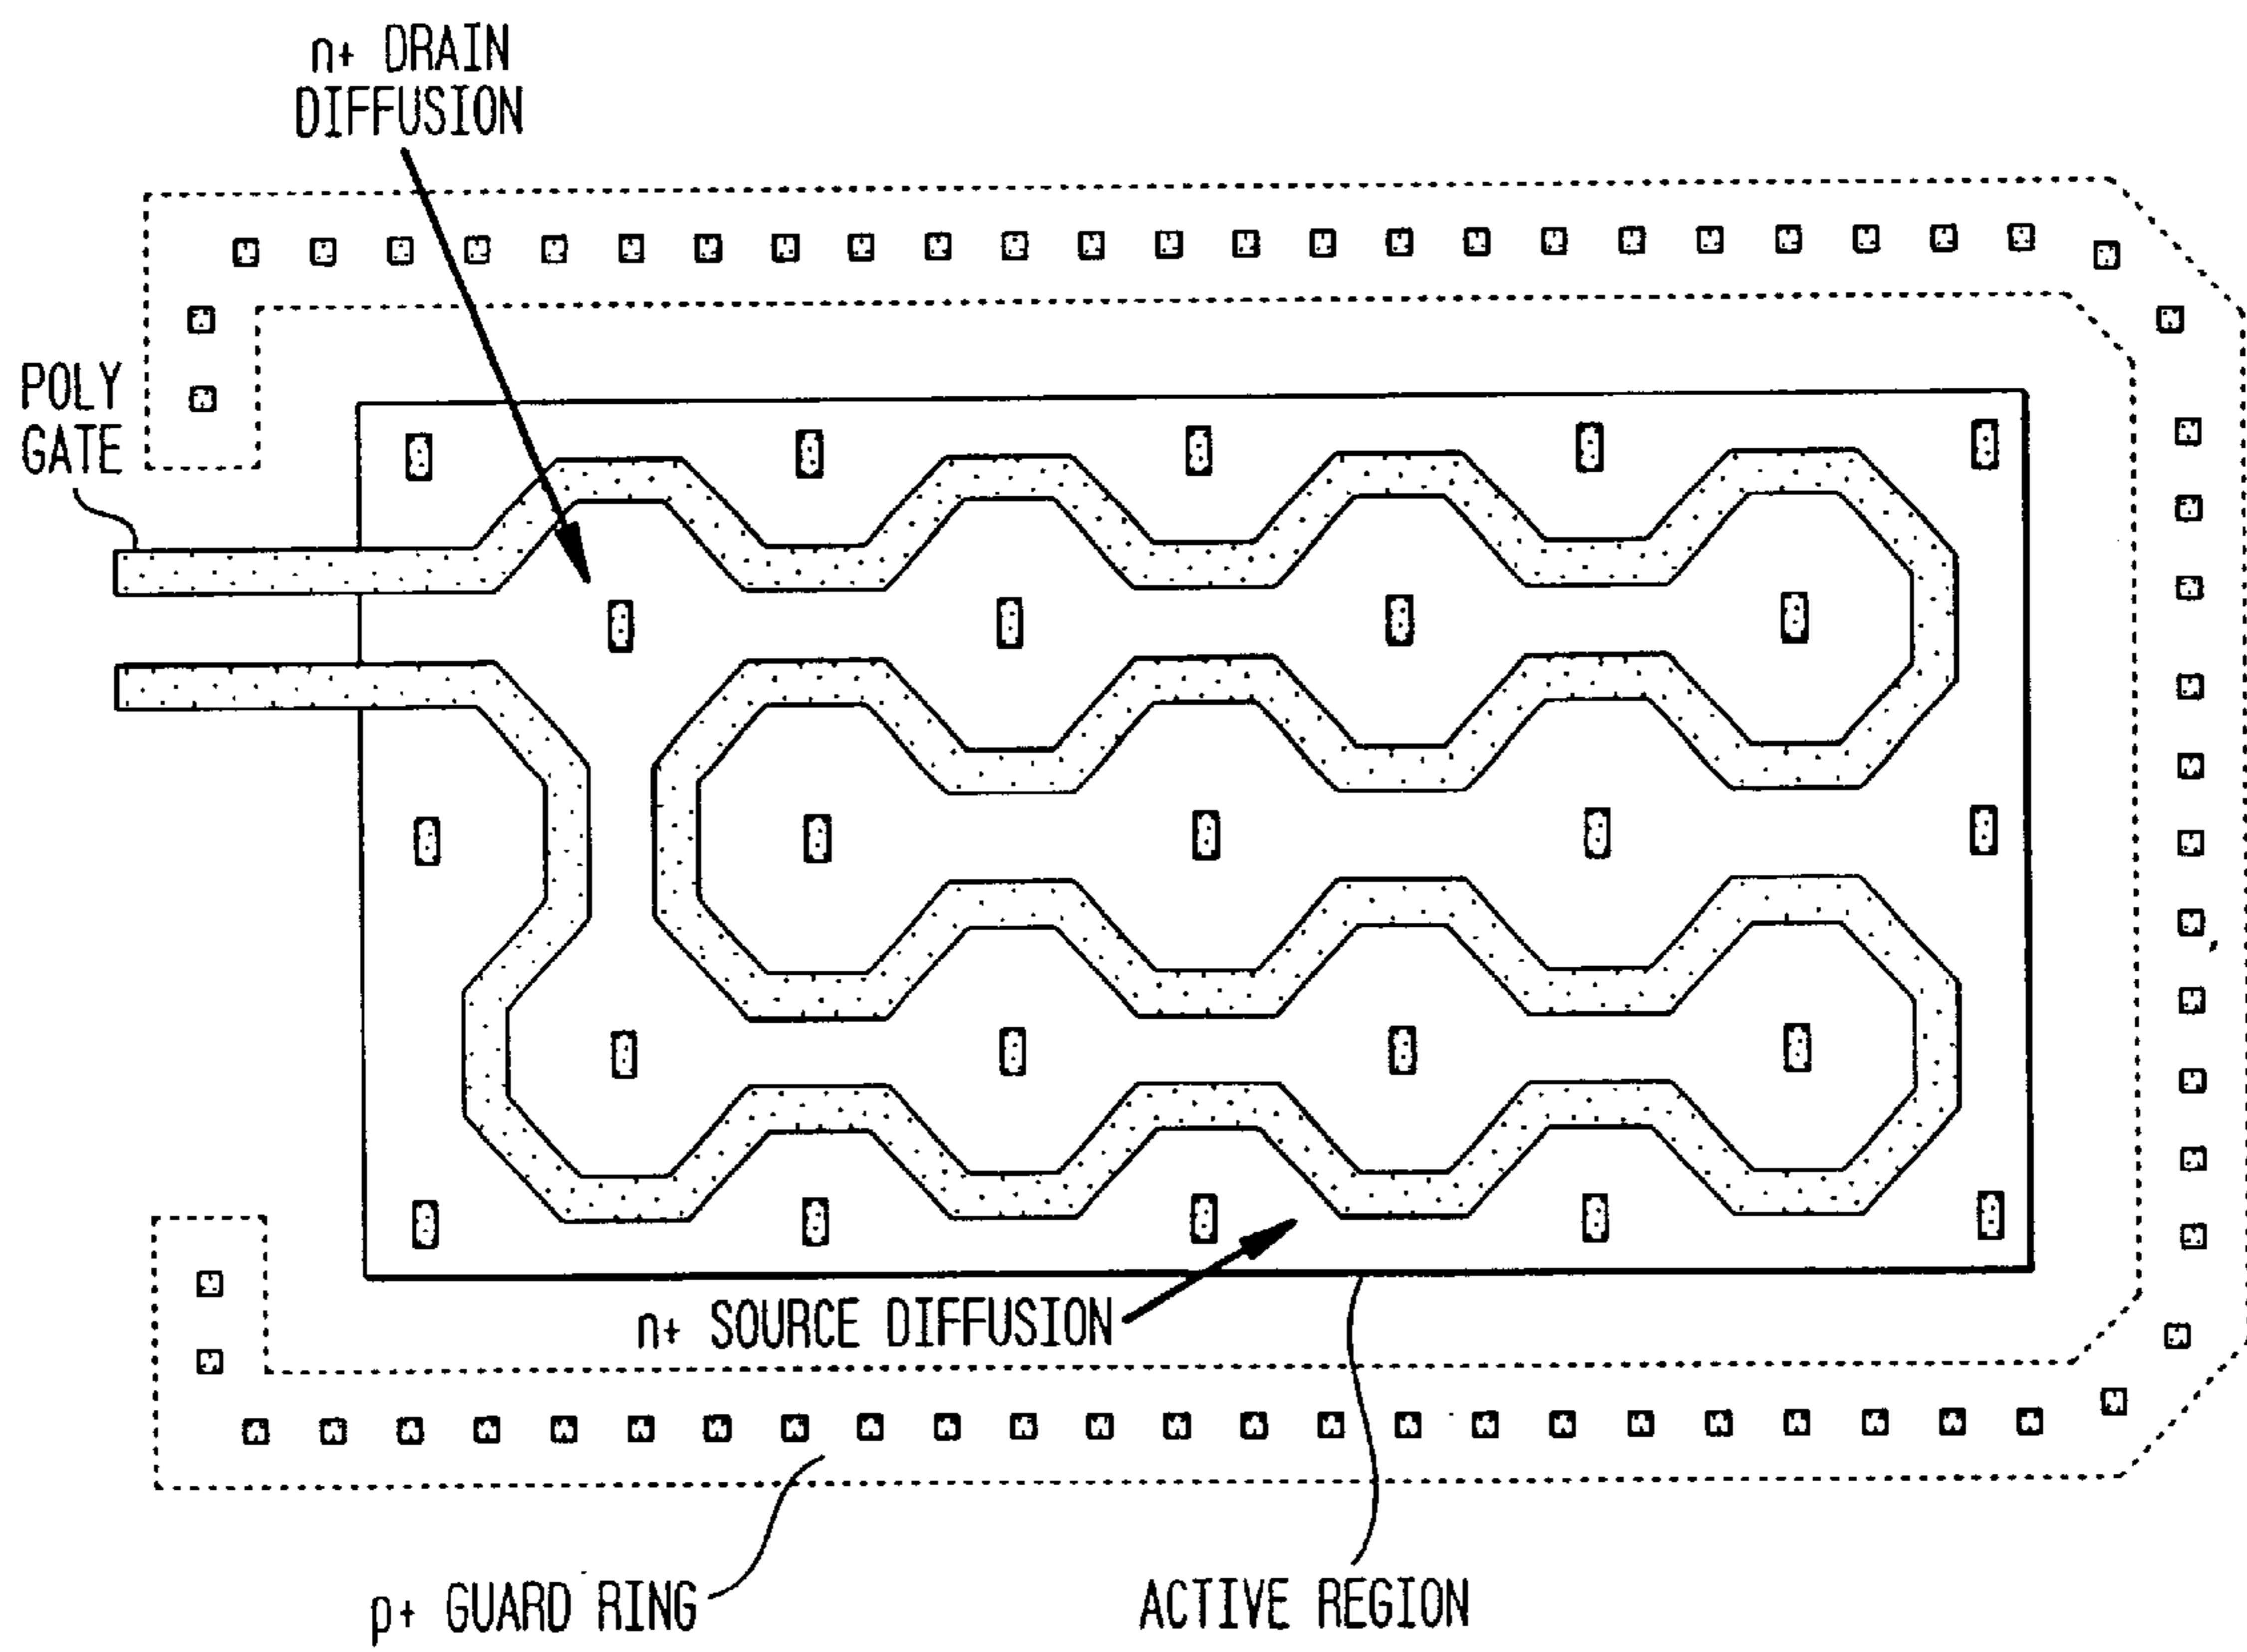 n+ DRAIN
DIFFUSION
POLY
GATE
n+ SOURCE DIFFUSION
p+ GUARD RING
ACTIVE REGION